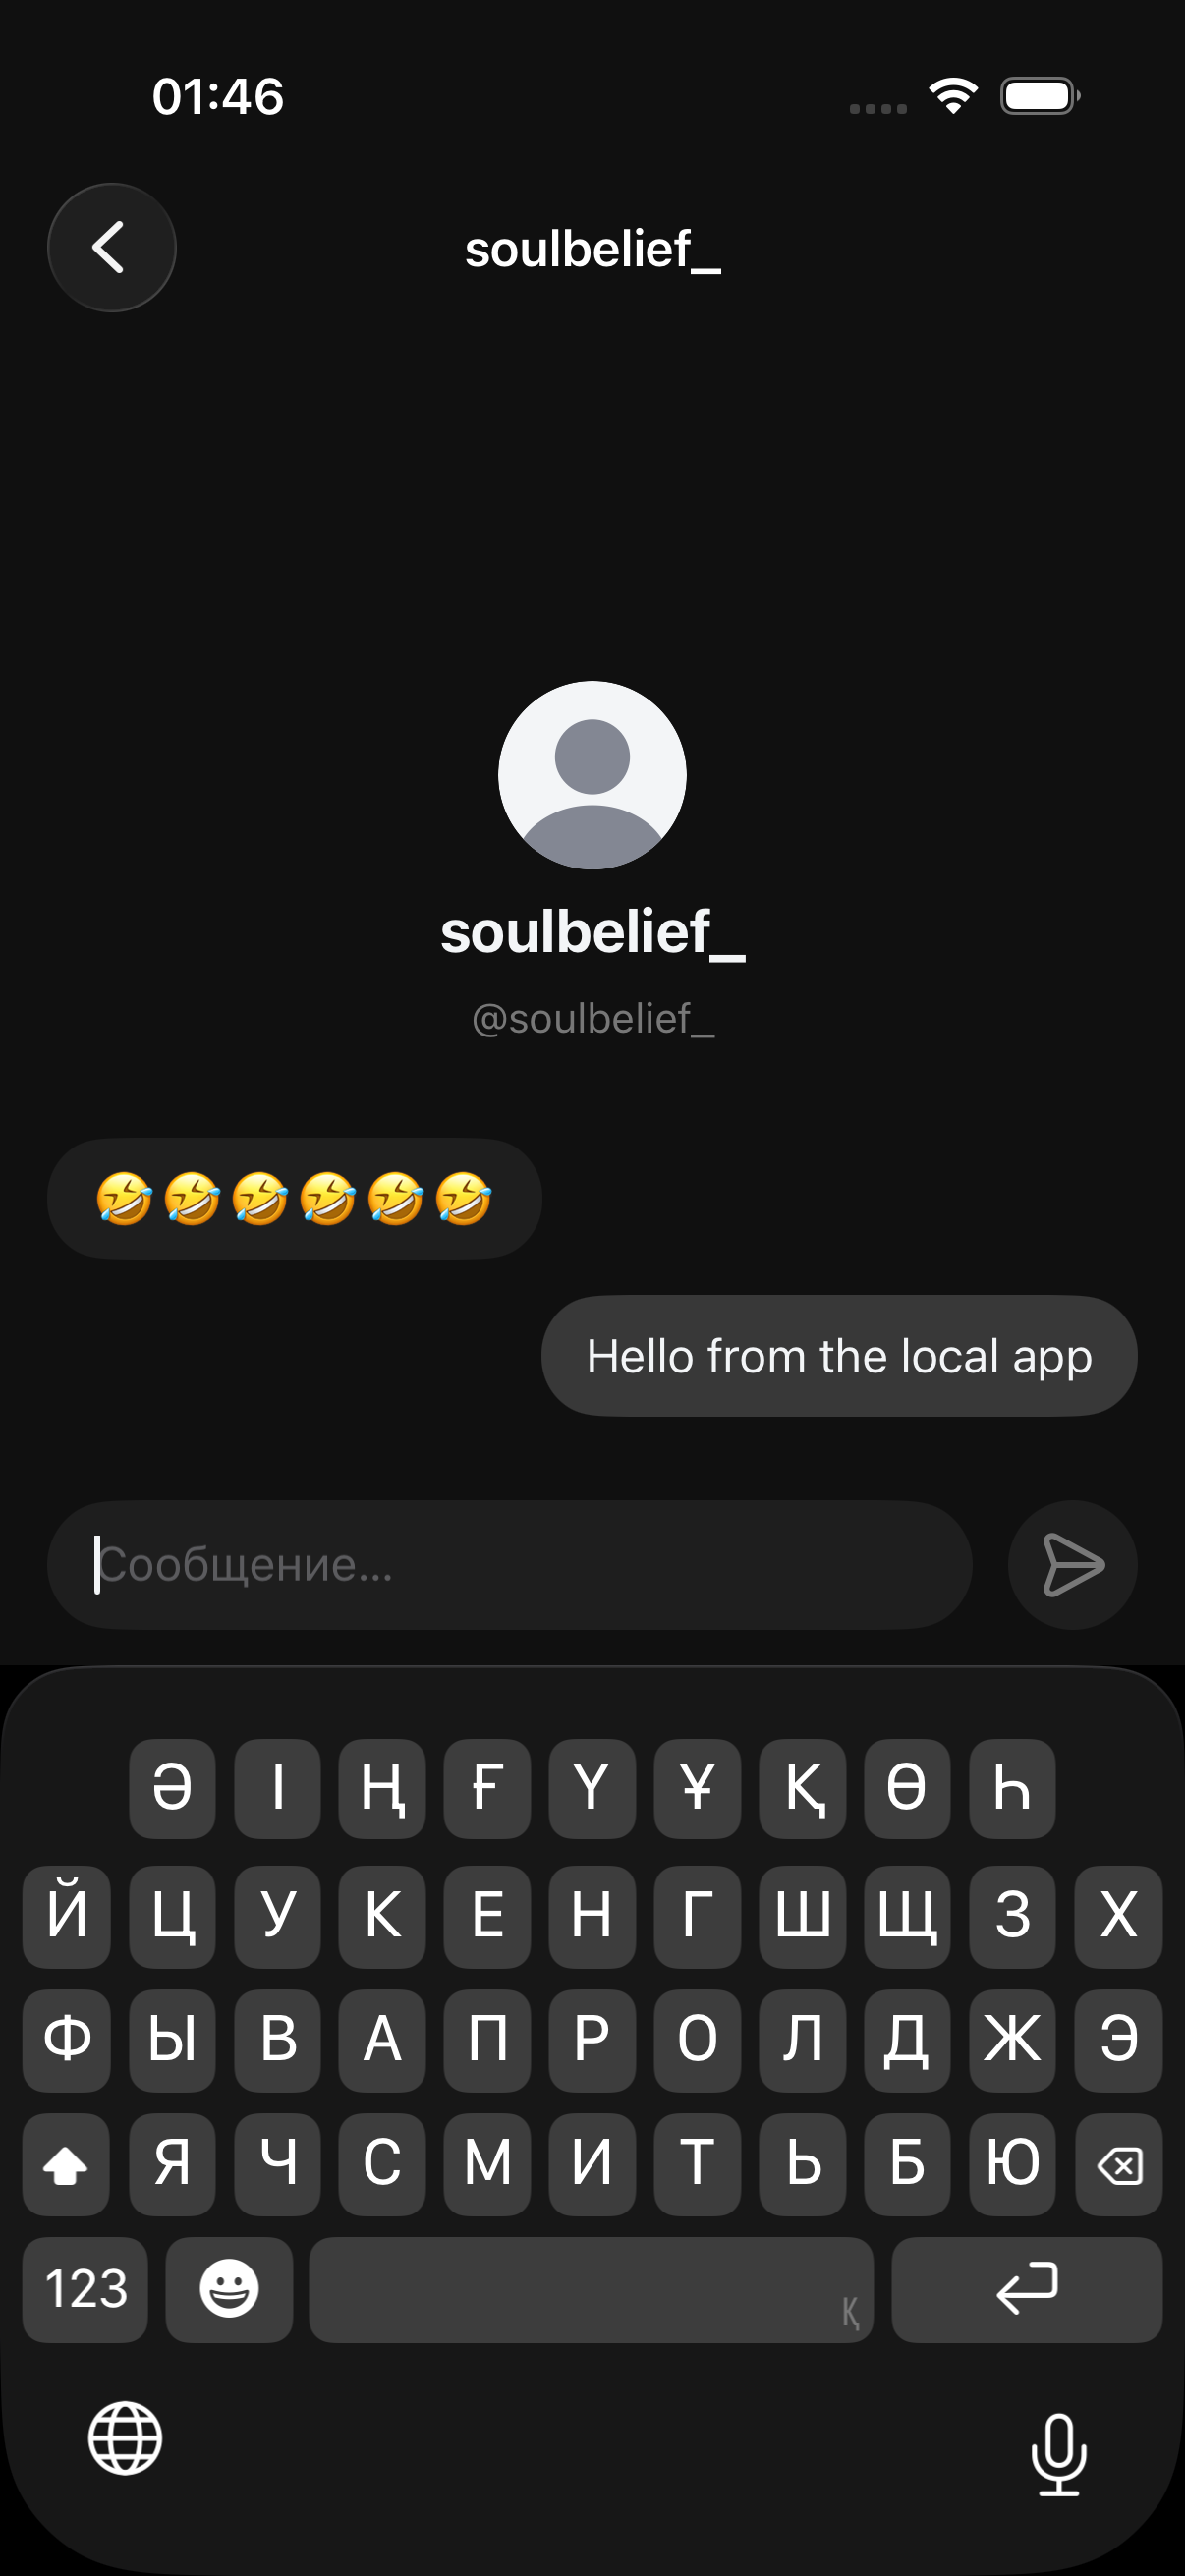 01:46
soulbelief_
soulbelief_
@soulbelief_
🤣🤣🤣🤣🤣🤣
Hello from the local app
Сообщение...
Ә І Ң Ғ Ү Ұ Қ Ө Һ
Й Ц У К Е Н Г Ш Щ З Х
Ф Ы В А П Р О Л Д Ж Э
Я Ч С М И Т Ь Б Ю
123
Қ